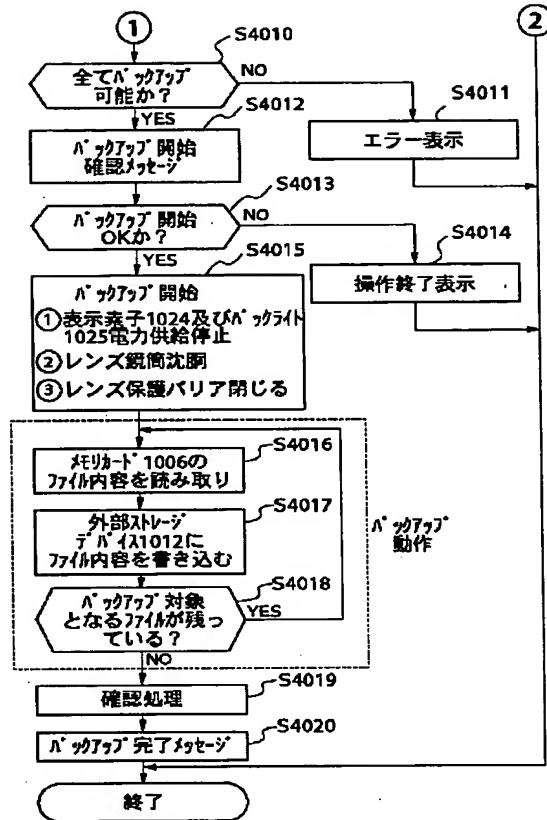 ①
②
S4010
全てバックアップ
可能か？
NO
YES
S4011
エラー表示
S4012
バックアップ開始
確認メッセージ
S4013
バックアップ開始
OKか？
NO
YES
S4014
操作終了表示
S4015
バックアップ開始
①表示素子1024及びバックライト
1025電力供給停止
②レンズ鏡筒沈胴
③レンズ保護バリア閉じる
S4016
メモリカード1006の
ファイル内容を読み取り
S4017
外部ストレージ
デバイス1012に
ファイル内容を書き込む
バックアップ
動作
S4018
バックアップ対象
となるファイルが残っ
ている？
YES
NO
S4019
確認処理
S4020
バックアップ完了メッセージ
終了